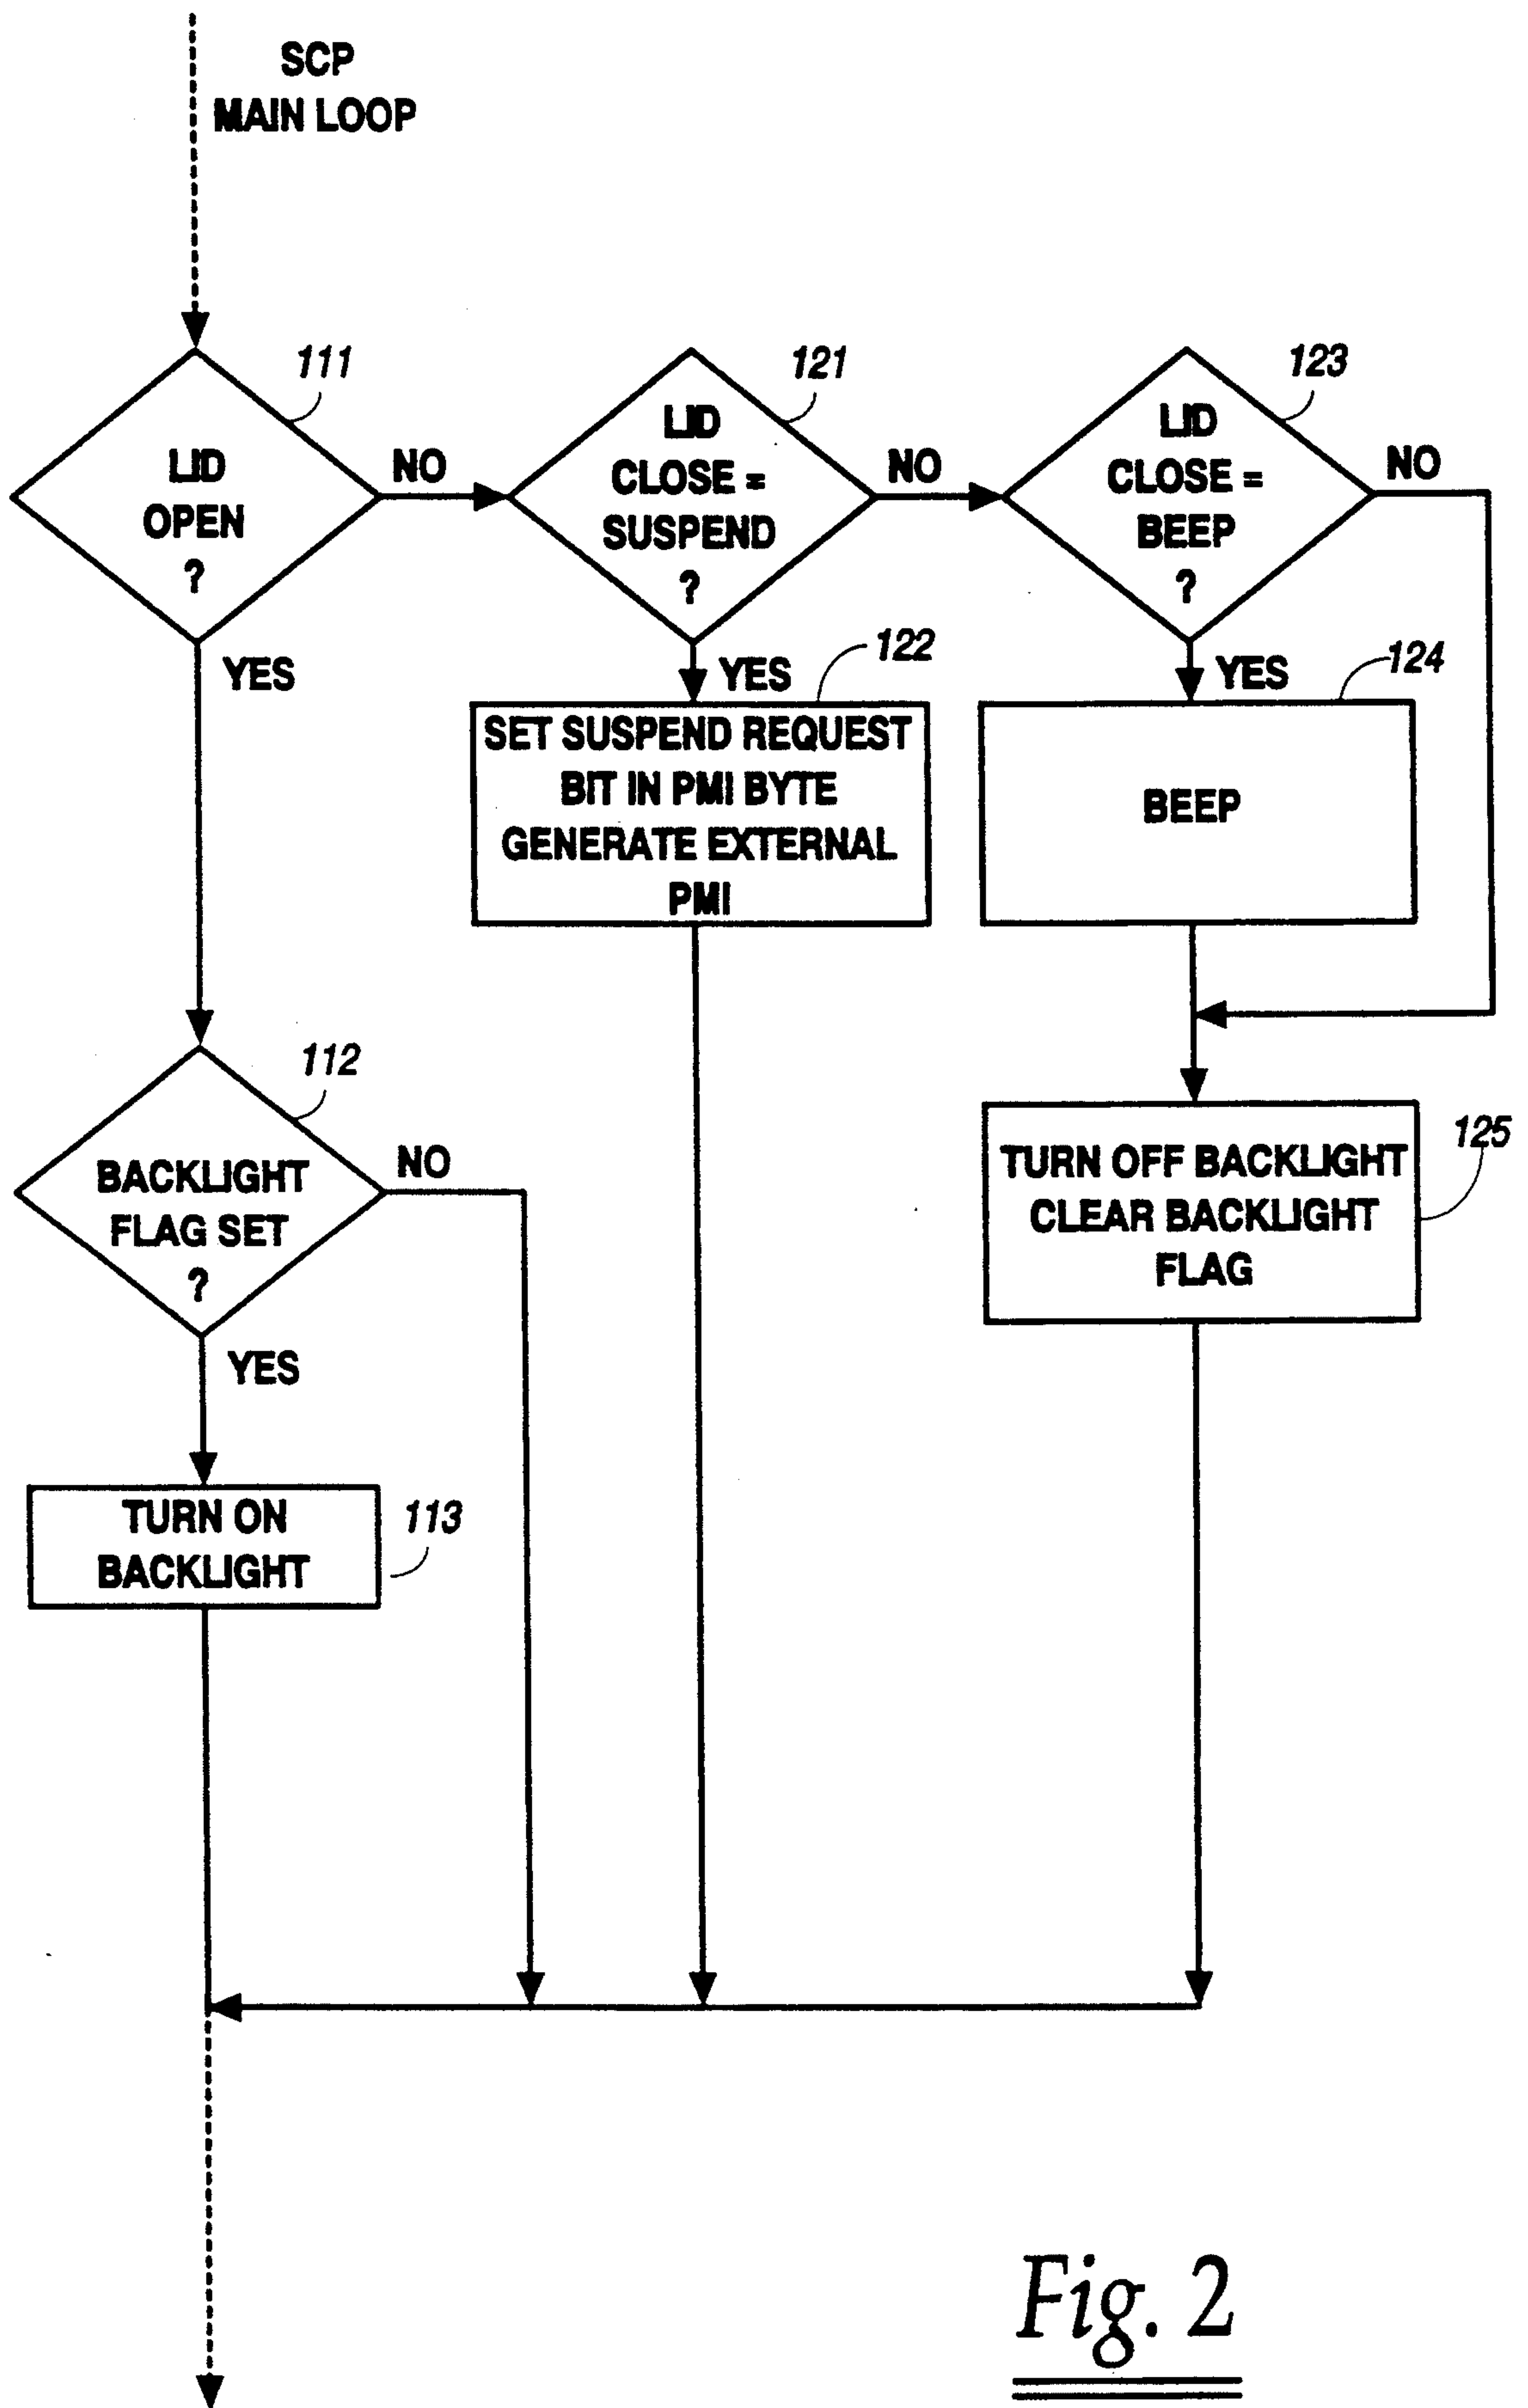 SCP
MAIN LOOP
111
LID
OPEN
?
NO
YES
121
LID
CLOSE =
SUSPEND
?
NO
YES
123
LID
CLOSE =
BEEP
?
NO
YES
122
SET SUSPEND REQUEST
BIT IN PMI BYTE
GENERATE EXTERNAL
PMI
124
BEEP
112
BACKLIGHT
FLAG SET
?
NO
YES
125
TURN OFF BACKLIGHT
CLEAR BACKLIGHT
FLAG
113
TURN ON
BACKLIGHT
Fig. 2